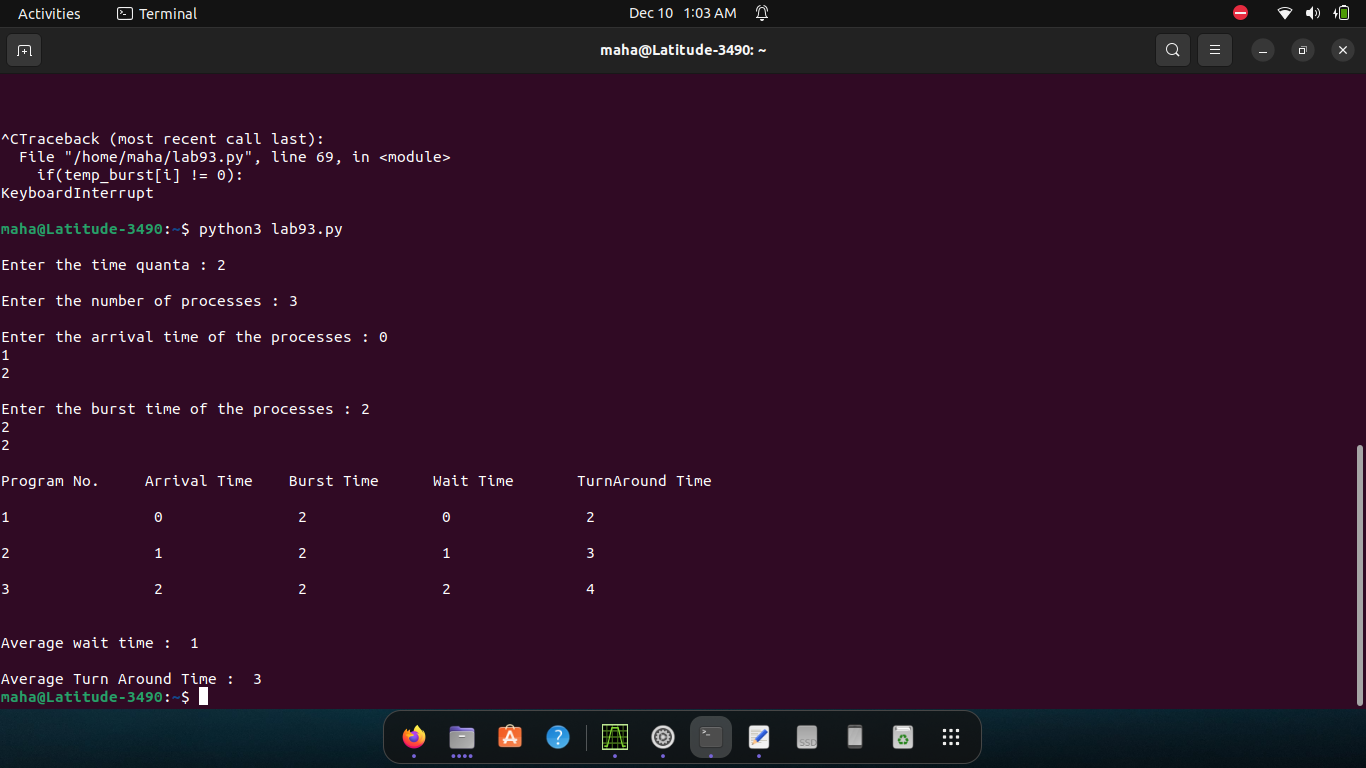 Activities Terminal Dec 10 1:03 AM
maha@Latitude-3490: ~
^CTraceback (most recent call last):
  File "/home/maha/lab93.py", line 69, in <module>
    if(temp_burst[i] != 0):
KeyboardInterrupt
maha@Latitude-3490:~$ python3 lab93.py
Enter the time quanta : 2
Enter the number of processes : 3
Enter the arrival time of the processes : 0
1
2
Enter the burst time of the processes : 2
2
2
Program No. Arrival Time Burst Time Wait Time TurnAround Time
1 0 2 0 2
2 1 2 1 3
3 2 2 2 4
Average wait time :  1
Average Turn Around Time :  3
maha@Latitude-3490:~$
SSD